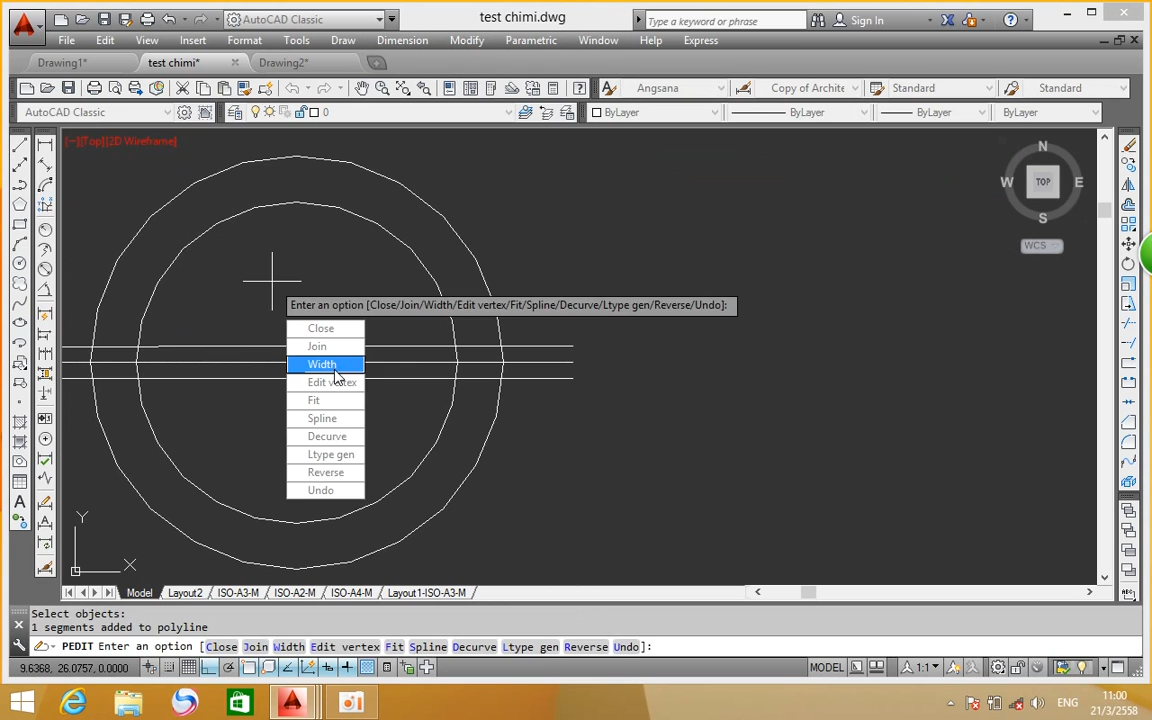 AutoCAD Classic
test chimi.dwg
Type a keyword or phrase
Sign In
File Edit View Insert Format Tools Draw Dimension Modify Parametric Window Help Express
Drawing1*
test chimi*
Drawing2*
Angsana
Copy of Archite
Standard
Standard
AutoCAD Classic
0
ByLayer
ByLayer
ByLayer
[−][Top][2D Wireframe]
N
W
TOP
E
S
WCS
Enter an option [Close/Join/Width/Edit vertex/Fit/Spline/Decurve/Ltype gen/Reverse/Undo]:
Close
Join
Width
Edit vertex
Fit
Spline
Decurve
Ltype gen
Reverse
Undo
Y
X
Model Layout2 ISO-A3-M ISO-A2-M ISO-A4-M Layout1-ISO-A3-M
Select objects:
1 segments added to polyline
PEDIT Enter an option [Close Join Width Edit vertex Fit Spline Decurve Ltype gen Reverse Undo]:
9.6368, 26.0757, 0.0000
MODEL
1:1
ENG
11:00
21/3/2558